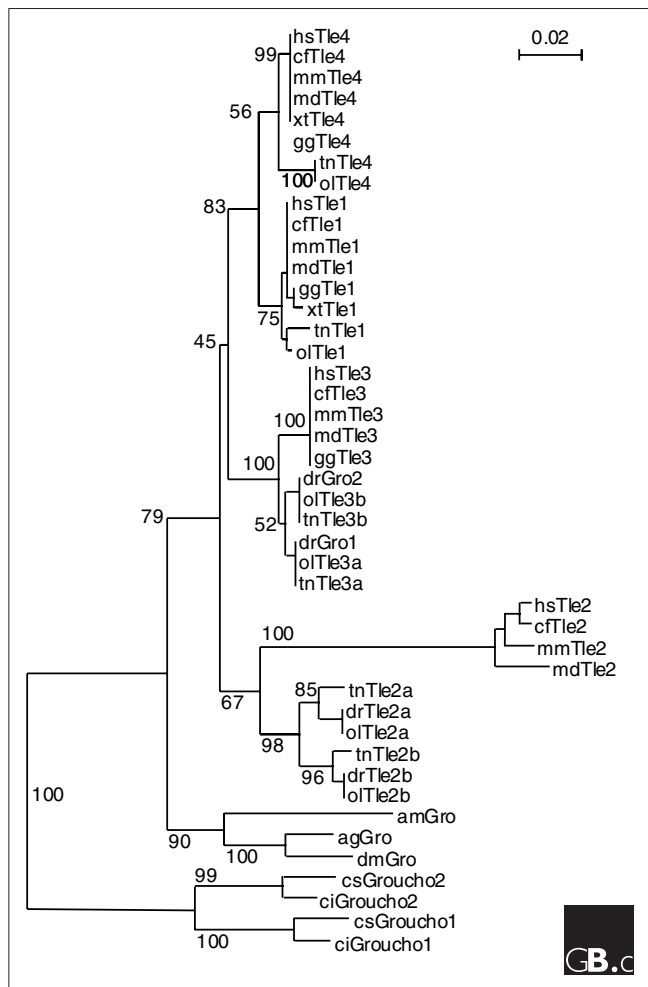 hsTle4
0.02
99
cfTle4
mmTle4
mdTle4
56
xtTle4
ggTle4
tnTle4
100
olTle4
hsTle1
83
cfTle1
mmTle1
mdTle1
ggTle1
xtTle1
75
tnTle1
45
olTle1
hsTle3
cfTle3
mmTle3
100
mdTle3
ggTle3
100
drGro2
olTle3b
79
tnTle3b
52
drGro1
olTle3a
tnTle3a
hsTle2
cfTle2
100
mmTle2
mdTle2
85
tnTle2a
67
drTle2a
olTle2a
98
tnTle2b
96
drTle2b
100
olTle2b
amGro
90
agGro
100
dmGro
99
csGroucho2
ciGroucho2
csGroucho1
100
ciGroucho1
GB.c